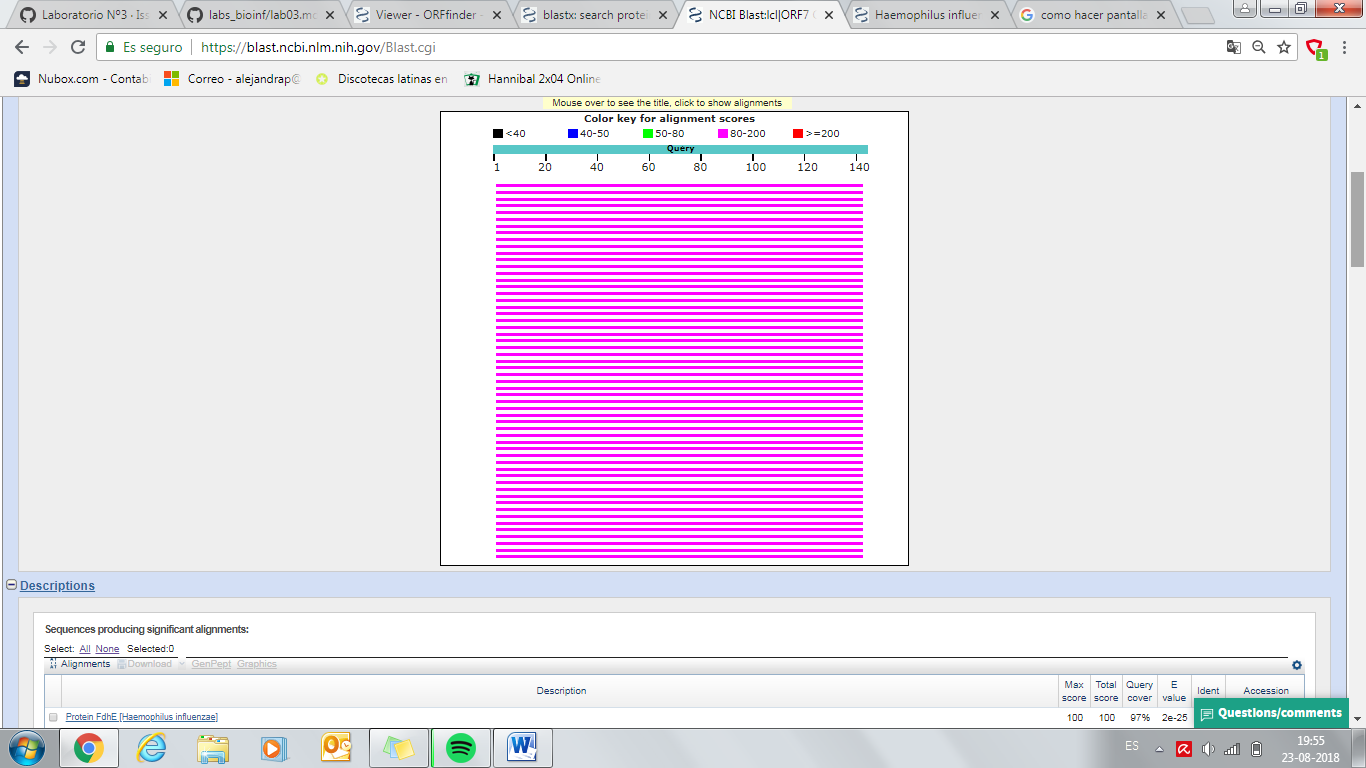 Laboratorio Nº3 · Iss
labs_bioinf/lab03.mc
Viewer - ORFfinder -
blastx: search protei
NCBI Blast:lcl|ORF7
Haemophilus influen
como hacer pantalla
Es seguro
https://blast.ncbi.nlm.nih.gov/Blast.cgi
1
Nubox.com - Contab
Correo - alejandrap@
Discotecas latinas en
Hannibal 2x04 Online
Mouse over to see the title, click to show alignments
Color key for alignment scores
<40 40-50 50-80 80-200 >=200
Query
1 20 40 60 80 100 120 140
Descriptions
Sequences producing significant alignments:
Select: All None Selected:0
Alignments Download GenPept Graphics
Description
Max score
Total score
Query cover
E value
Ident
Accession
Protein FdhE [Haemophilus influenzae] 100 100 97% 2e-25
Questions/comments
ES
19:55
23-08-2018